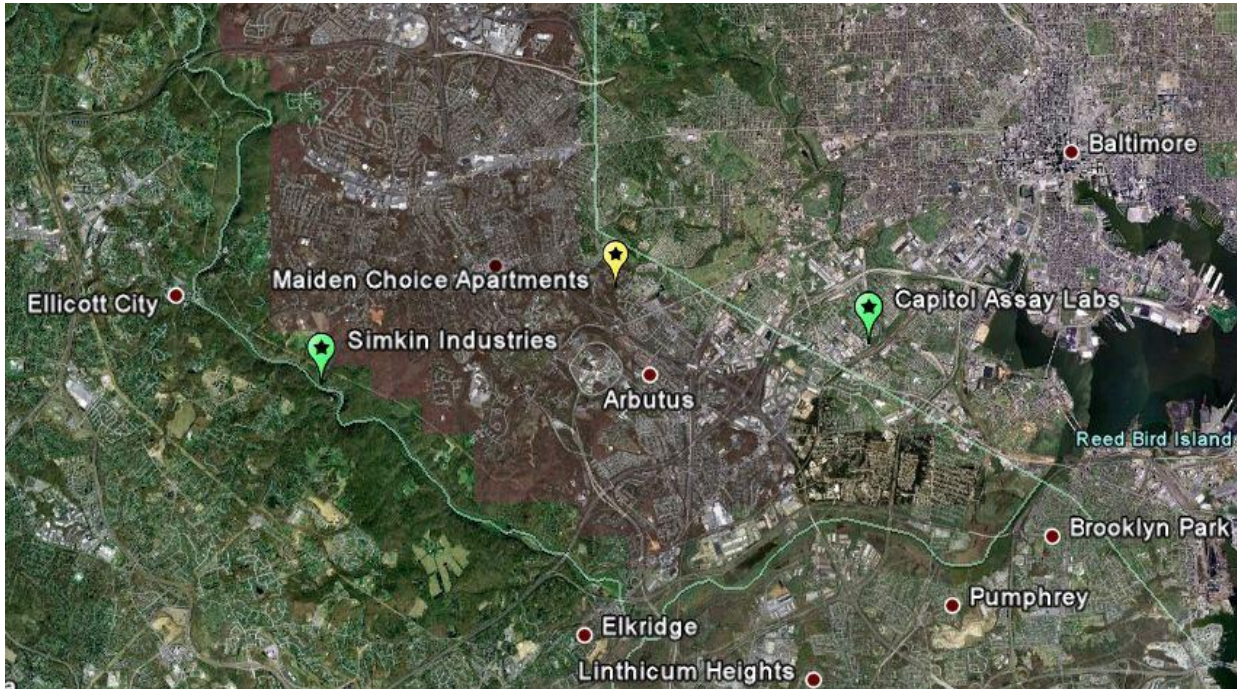 Baltimore
Maiden Choice Apartments
Ellicott City
Capitol Assay Labs
Simkin Industries
Arbutus
Reed Bird Island
Brooklyn Park
Pumphrey
Elkridge
Linthicum Heights
a